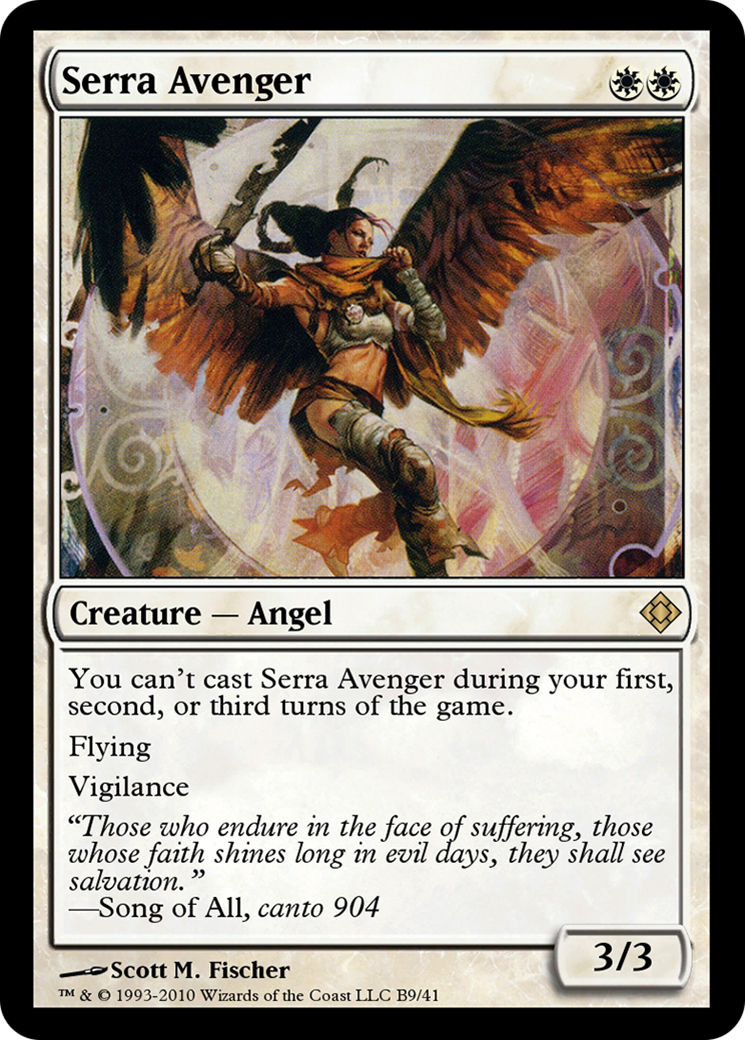 Serra Avenger
Creature — Angel
You can’t cast Serra Avenger during your first,
second, or third turns of the game.
Flying
Vigilance
“Those who endure in the face of suffering, those
whose faith shines long in evil days, they shall see
salvation.”
—Song of All, canto 904
3/3
Scott M. Fischer
™ & © 1993-2010 Wizards of the Coast LLC B9/41